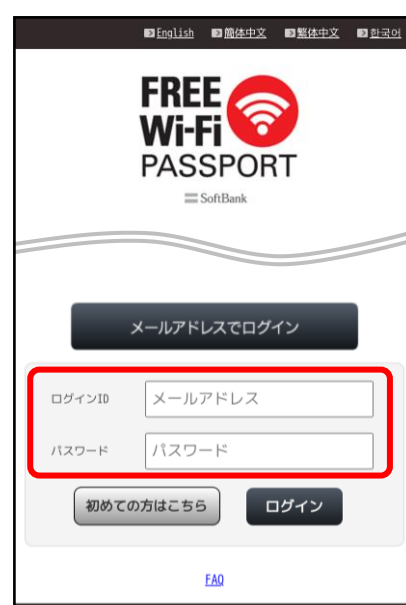 English 簡体中文 繁体中文 한국어
FREE
Wi-Fi
PASSPORT
SoftBank
メールアドレスでログイン
ログインID メールアドレス
パスワード パスワード
初めての方はこちら ログイン
FAQ